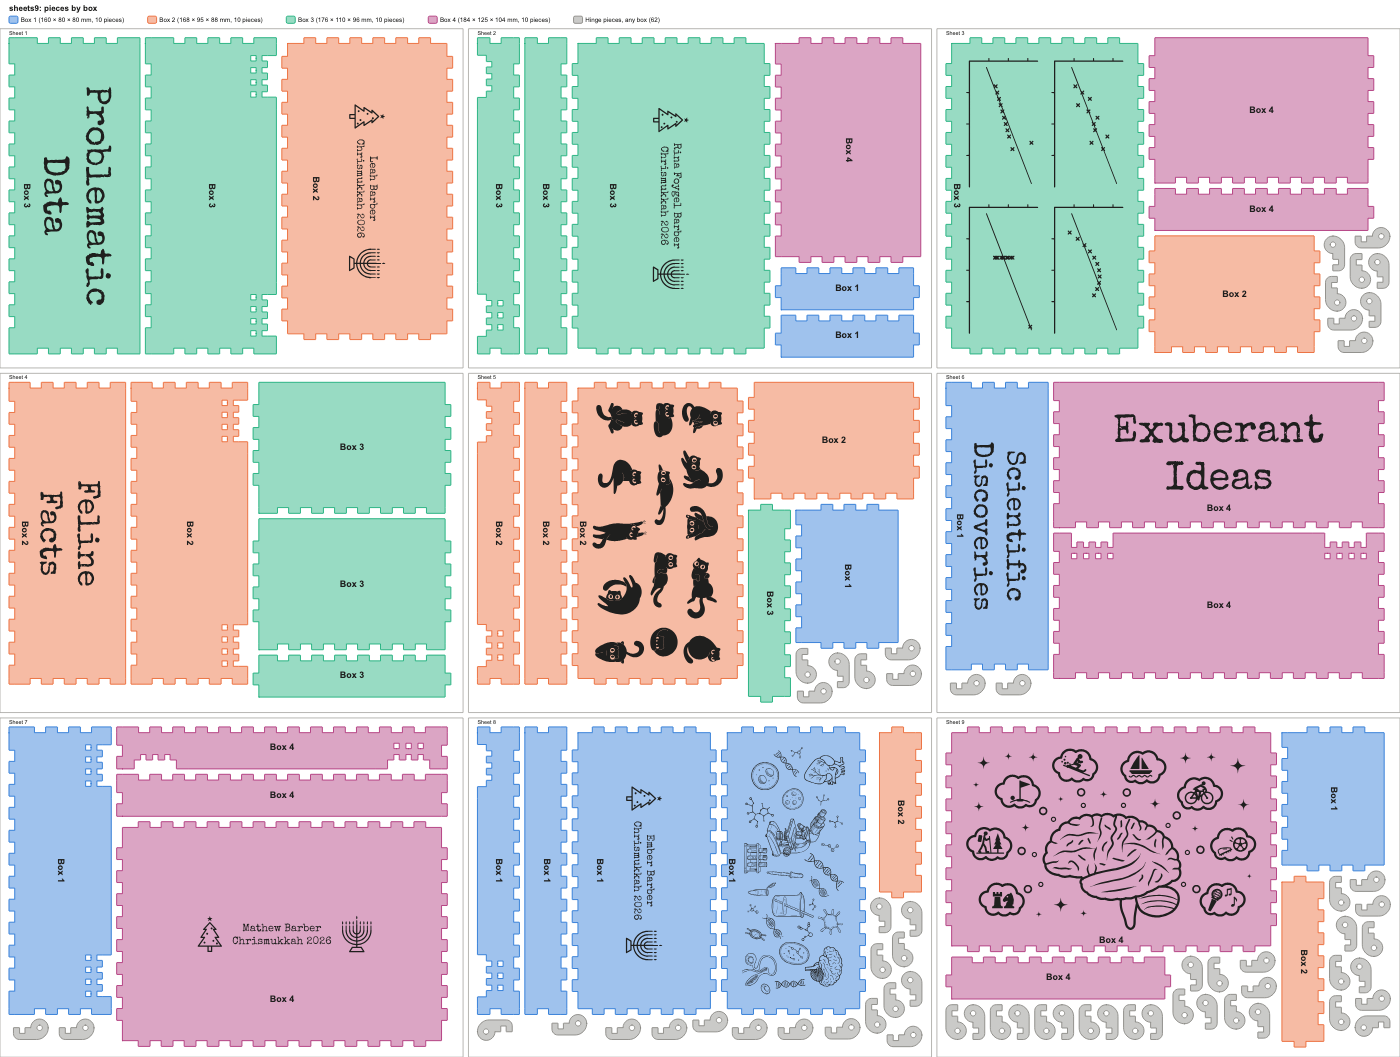 sheets9: pieces by box
Box 1 (160 × 80 × 80 mm, 10 pieces)
Box 2 (168 × 95 × 88 mm, 10 pieces)
Box 3 (176 × 110 × 96 mm, 10 pieces)
Box 4 (184 × 125 × 104 mm, 10 pieces)
Hinge pieces, any box (62)
Sheet 1
Problematic
Data
Box 3
Box 3
Leah Barber
Chrismukkah 2026
Box 2
Sheet 2
Box 3
Box 3
Rina Foygel Barber
Chrismukkah 2026
Box 3
Box 4
Box 1
Box 1
Sheet 3
Box 3
Box 4
Box 4
Box 2
Sheet 4
Feline
Facts
Box 2
Box 2
Box 3
Box 3
Box 3
Sheet 5
Box 2
Box 2
Box 2
Box 2
Box 3
Box 1
Sheet 6
Scientific
Discoveries
Box 1
Exuberant
Ideas
Box 4
Box 4
Sheet 7
Box 1
Box 4
Box 4
Mathew Barber
Chrismukkah 2026
Box 4
Sheet 8
Box 1
Box 1
Ember Barber
Chrismukkah 2026
Box 1
Box 1
Box 2
Sheet 9
Box 4
Box 4
Box 1
Box 2